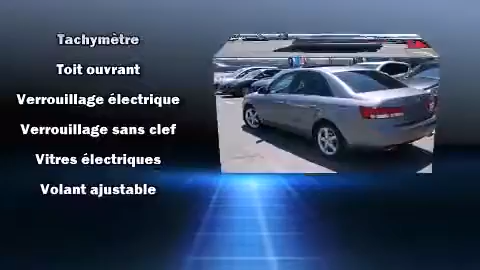 Tachymètre
Toit ouvrant
Verrouillage électrique
Verrouillage sans clef
Vitres électriques
Volant ajustable